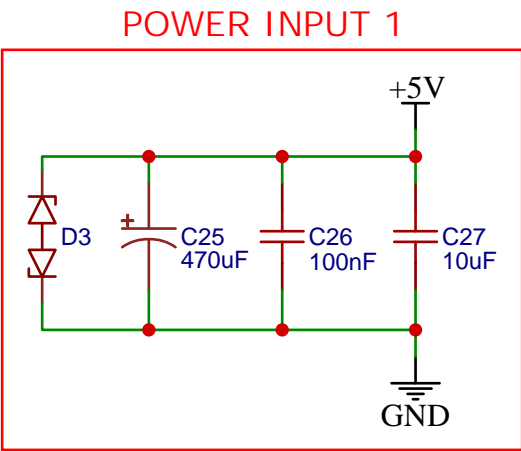 POWER INPUT 1
+5V
D3
C25
470uF
C26
100nF
C27
10uF
GND